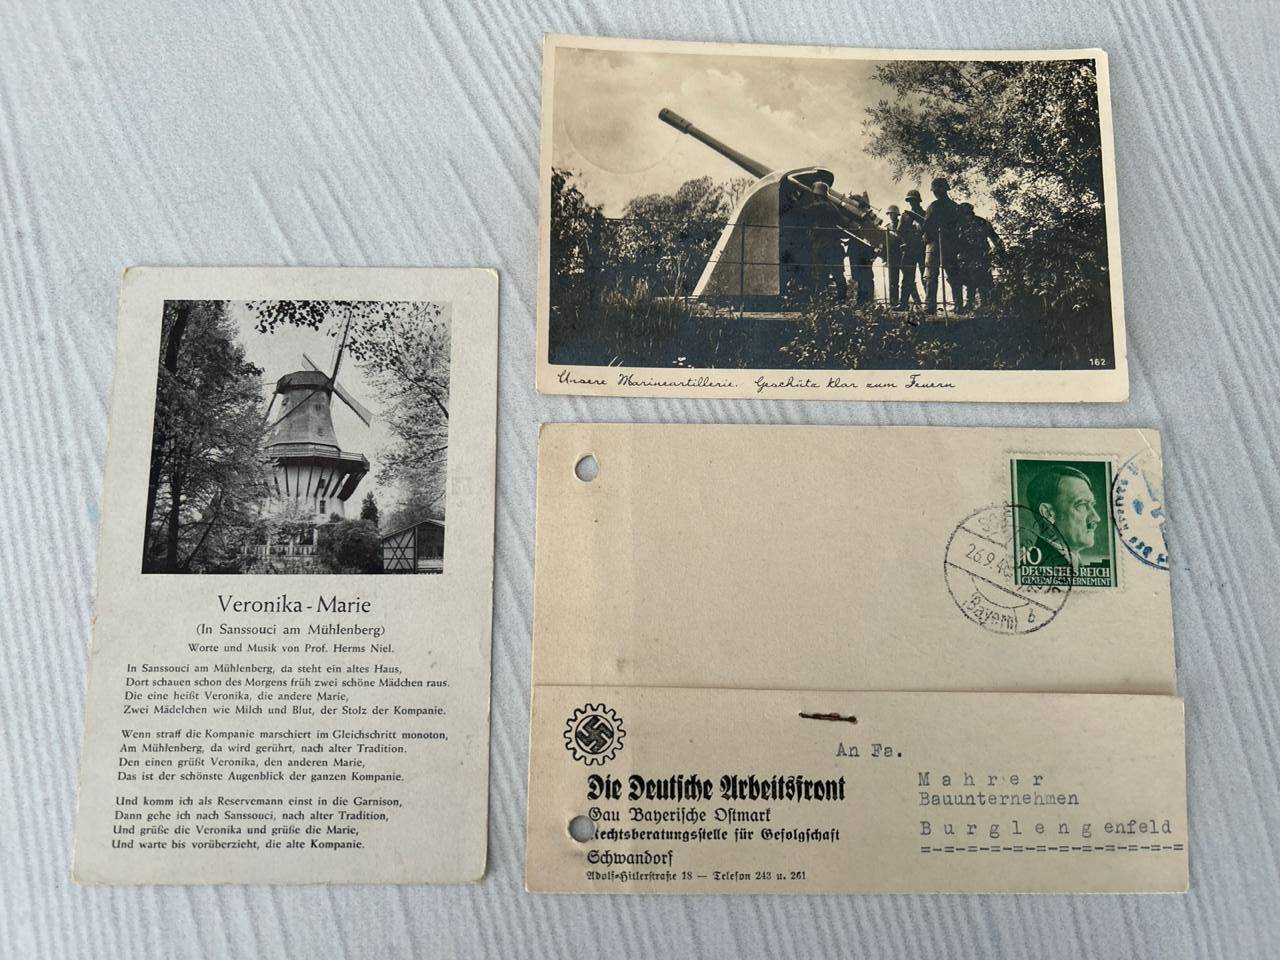 Unsere Marineartillerie. Geschütz klar zum Feuern
162
Veronika-Marie
(In Sanssouci am Mühlenberg)
Worte und Musik von Prof. Herms Niel.
In Sanssouci am Mühlenberg, da steht ein altes Haus,
Dort schauen schon des Morgens früh zwei schöne Mädchen raus.
Die eine heißt Veronika, die andere Marie,
Zwei Mädelchen wie Milch und Blut, der Stolz der Kompanie.
Wenn straff die Kompanie marschiert im Gleichschritt monoton,
Am Mühlenberg, da wird gerührt, nach alter Tradition.
Den einen grüßt Veronika, den anderen Marie,
Das ist der schönste Augenblick der ganzen Kompanie.
Und komm ich als Reservemann einst in die Garnison,
Dann gehe ich nach Sanssouci, nach alter Tradition,
Und grüße die Veronika und grüße die Marie,
Und warte bis vorüberzieht, die alte Kompanie.
10
DEUTSCHES REICH
GENERALGOUVERNEMENT
26.9.4
(Bayern) b
Die Deutsche Arbeitsfront
Gau Bayerische Ostmark
Rechtsberatungsstelle für Gefolgschaft
Schwandorf
Adolf-Hitlerstraße 18 — Telefon 243 u. 261
An Fa.
Mahrer
Bauunternehmen
Burglengenfeld